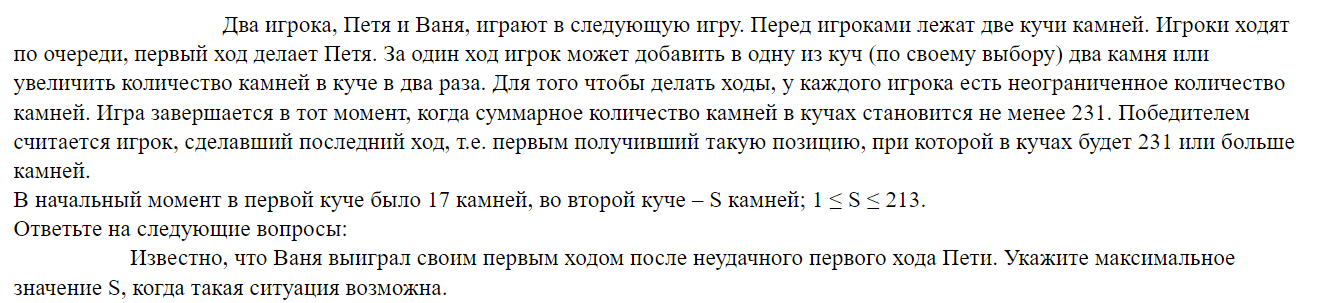 Два игрока, Петя и Ваня, играют в следующую игру. Перед игроками лежат две кучи камней. Игроки ходят
по очереди, первый ход делает Петя. За один ход игрок может добавить в одну из куч (по своему выбору) два камня или
увеличить количество камней в куче в два раза. Для того чтобы делать ходы, у каждого игрока есть неограниченное количество
камней. Игра завершается в тот момент, когда суммарное количество камней в кучах становится не менее 231. Победителем
считается игрок, сделавший последний ход, т.е. первым получивший такую позицию, при которой в кучах будет 231 или больше
камней.
В начальный момент в первой куче было 17 камней, во второй куче – S камней; 1 ≤ S ≤ 213.
Ответьте на следующие вопросы:
Известно, что Ваня выиграл своим первым ходом после неудачного первого хода Пети. Укажите максимальное
значение S, когда такая ситуация возможна.